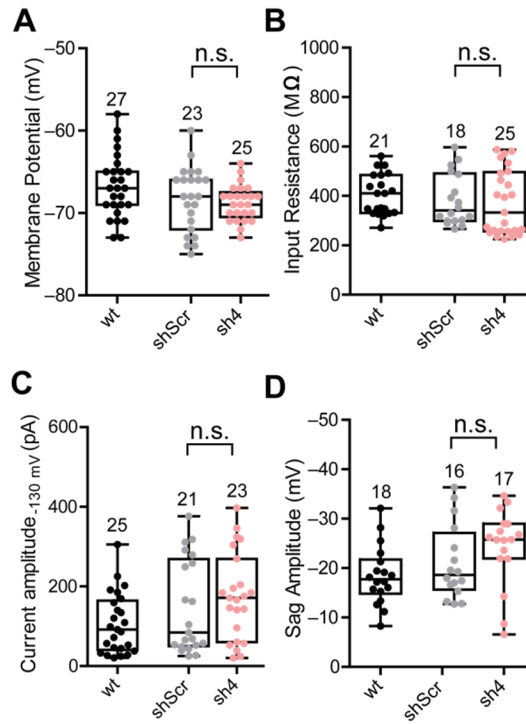 A
Membrane Potential (mV)
–50
–60
–70
–80
27
23
25
n.s.
wt
shScr
sh4
B
Input Resistance (MΩ)
1000
800
600
400
200
0
21
18
25
n.s.
wt
shScr
sh4
C
Current amplitude-130 mV (pA)
600
400
200
0
25
21
23
n.s.
wt
shScr
sh4
D
Sag Amplitude (mV)
–50
–40
–30
–20
–10
0
18
16
17
n.s.
wt
shScr
sh4